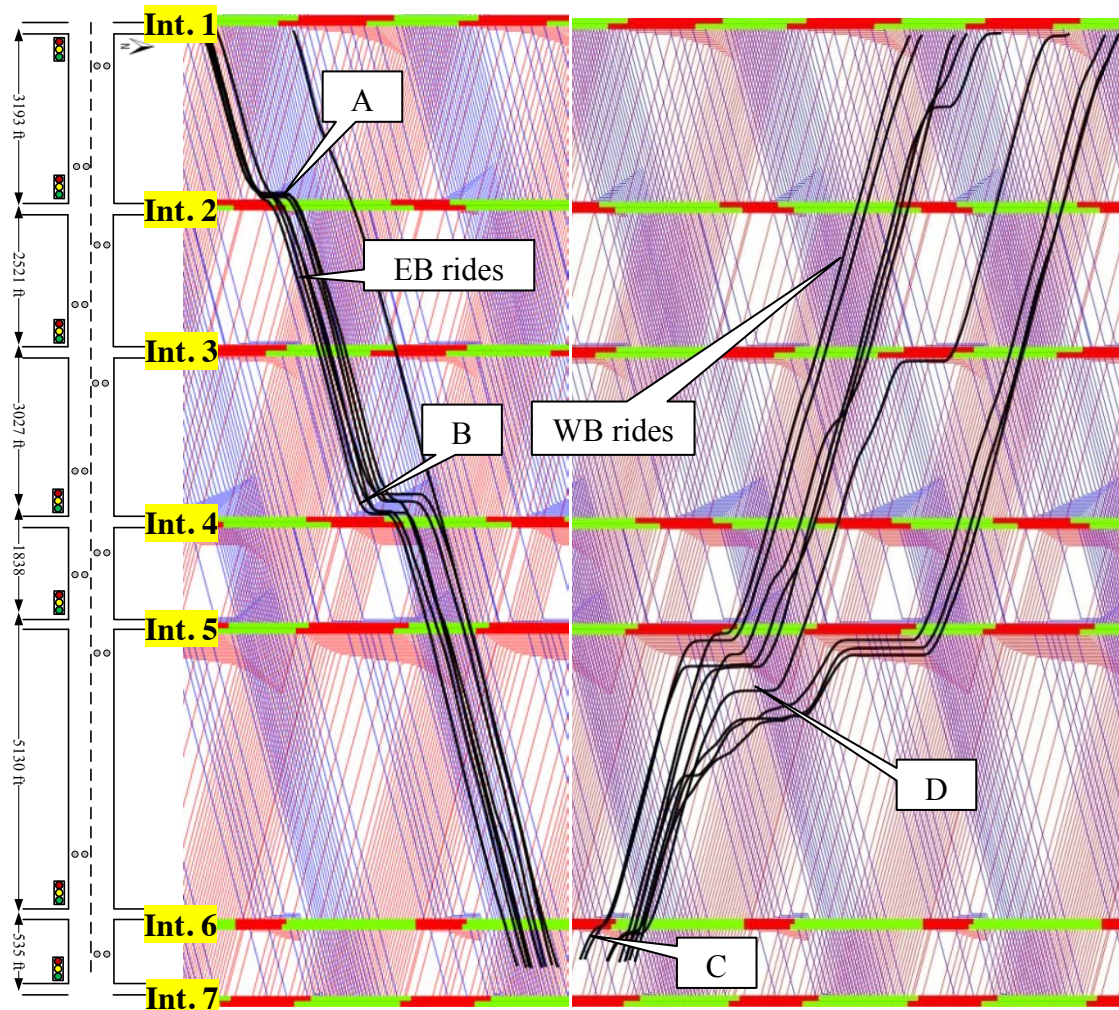 Int. 1
N
A
3193 ft
Int. 2
EB rides
2521 ft
Int. 3
WB rides
3027 ft
B
Int. 4
1838
Int. 5
D
5130 ft
Int. 6
C
535 ft
Int. 7